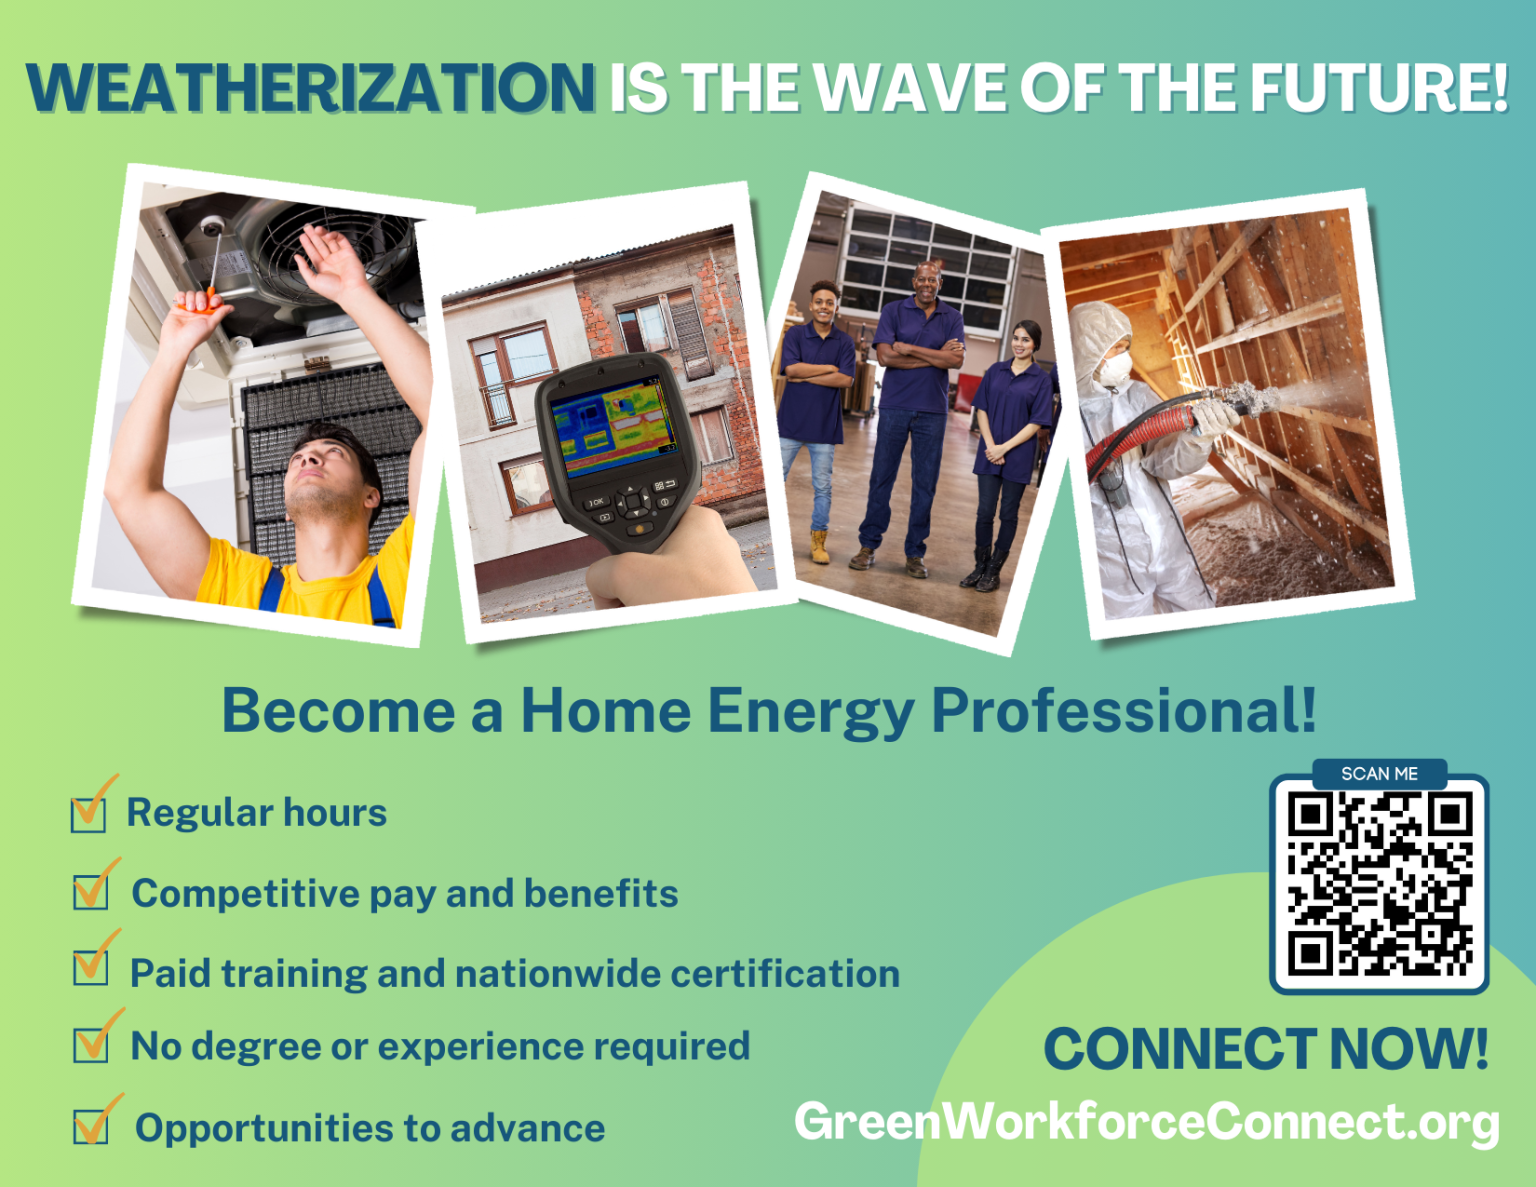 WEATHERIZATION IS THE WAVE OF THE FUTURE!
Become a Home Energy Professional!
Regular hours
Competitive pay and benefits
Paid training and nationwide certification
No degree or experience required
Opportunities to advance
SCAN ME
CONNECT NOW!
GreenWorkforceConnect.org